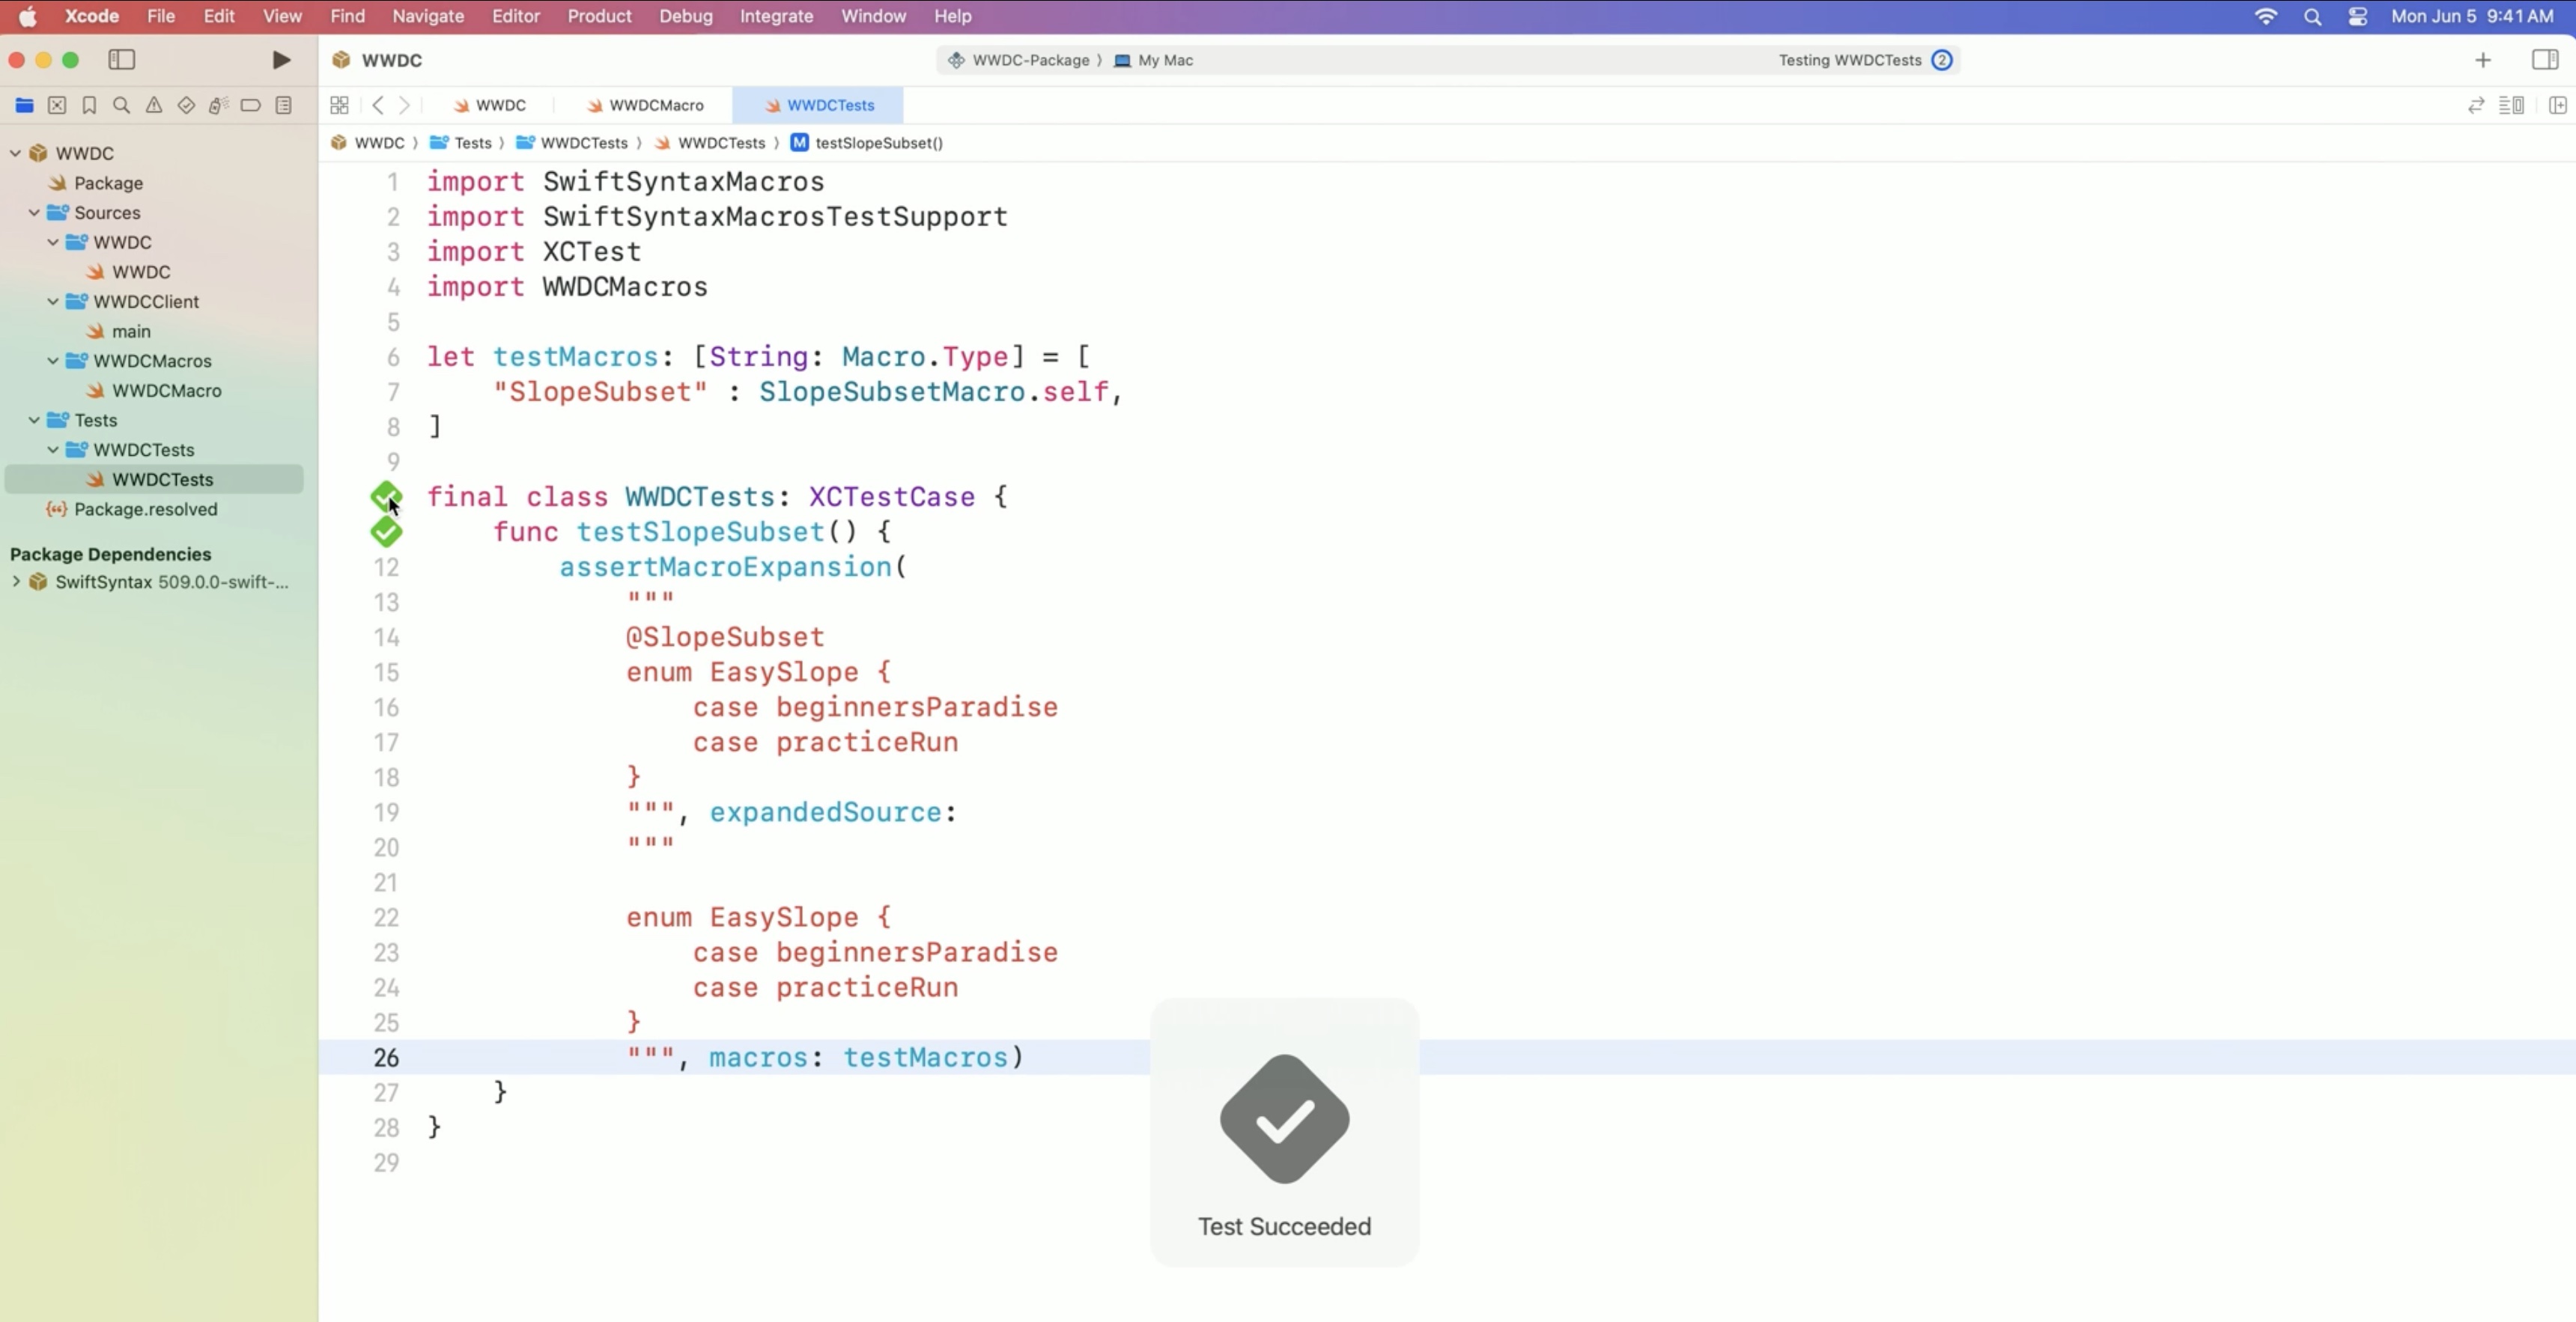 Xcode File Edit View Find Navigate Editor Product Debug Integrate Window Help Mon Jun 5 9:41 AM
WWDC WWDC-Package My Mac Testing WWDCTests 2
WWDC WWDCMacro WWDCTests
WWDC Tests WWDCTests WWDCTests M testSlopeSubset()
WWDC
Package
Sources
WWDC
WWDC
WWDCClient
main
WWDCMacros
WWDCMacro
Tests
WWDCTests
WWDCTests
Package.resolved
Package Dependencies
SwiftSyntax 509.0.0-swift-...
1 import SwiftSyntaxMacros
2 import SwiftSyntaxMacrosTestSupport
3 import XCTest
4 import WWDCMacros
5
6 let testMacros: [String: Macro.Type] = [
7 "SlopeSubset" : SlopeSubsetMacro.self,
8 ]
9
final class WWDCTests: XCTestCase {
func testSlopeSubset() {
12 assertMacroExpansion(
13 """
14 @SlopeSubset
15 enum EasySlope {
16 case beginnersParadise
17 case practiceRun
18 }
19 """, expandedSource:
20 """
21
22 enum EasySlope {
23 case beginnersParadise
24 case practiceRun
25 }
26 """, macros: testMacros)
27 }
28 }
29
Test Succeeded